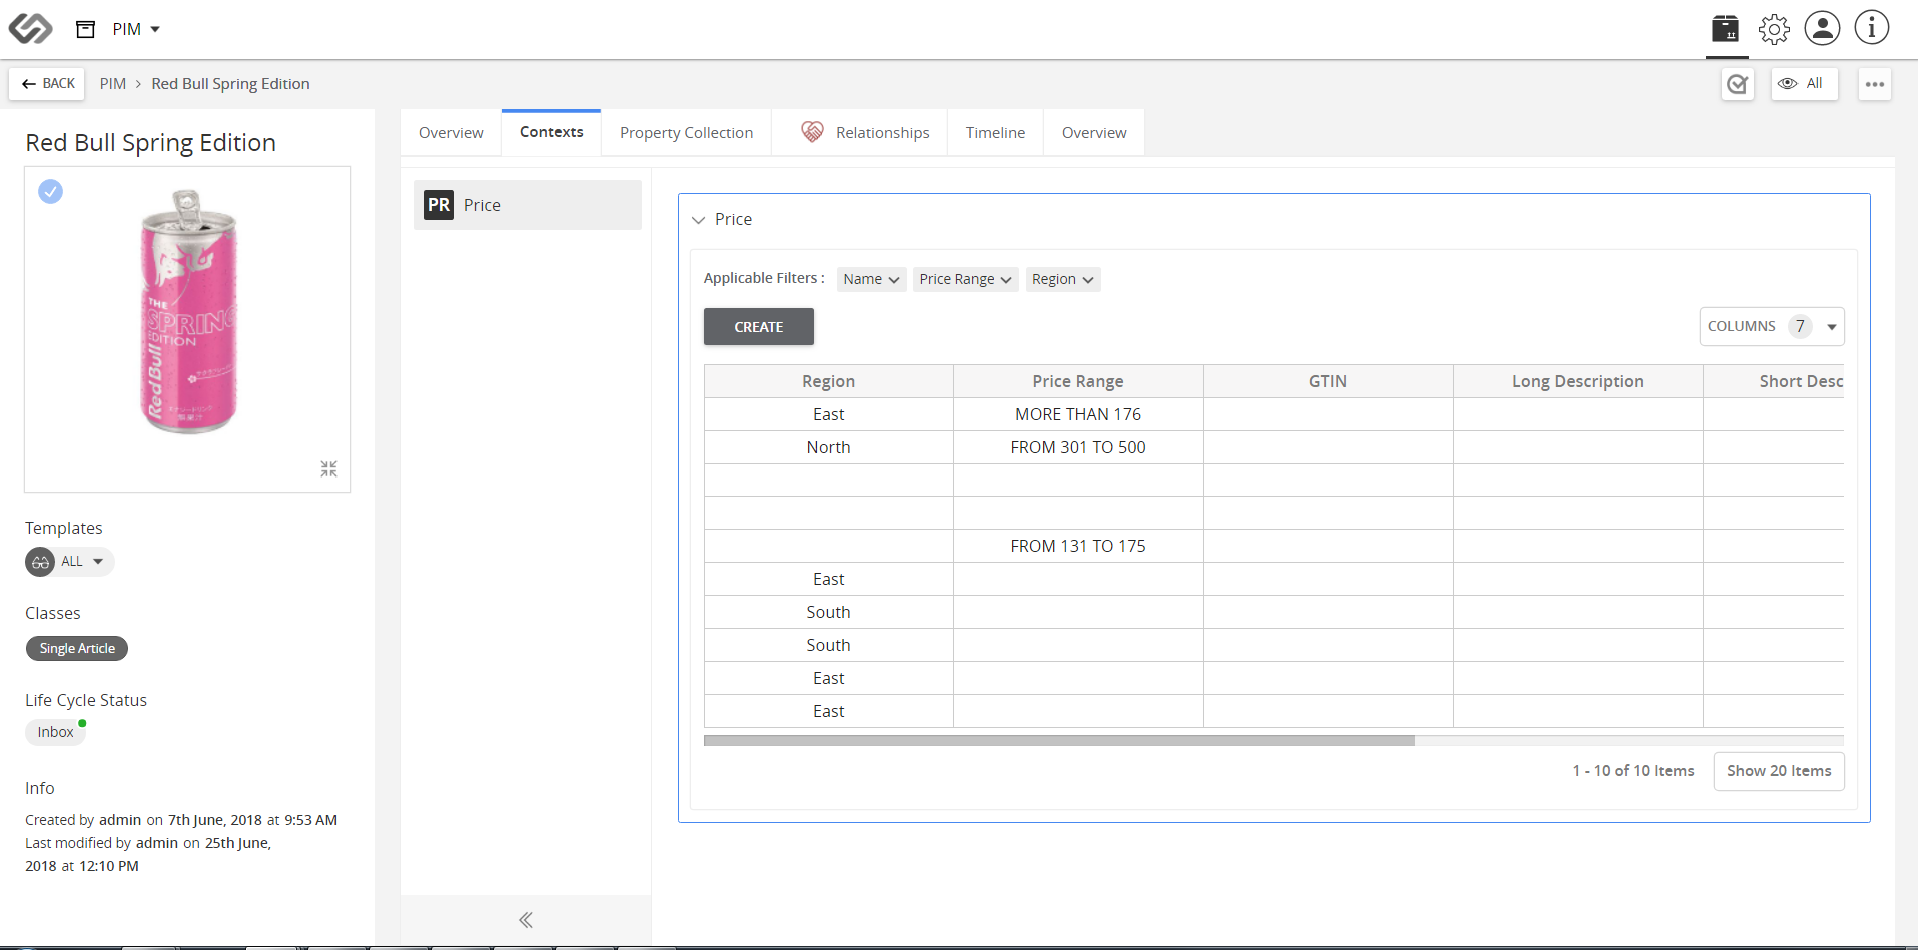 PIM
BACK
PIM > Red Bull Spring Edition
All
Red Bull Spring Edition
THE
SPRING
EDITION
Red Bull
Templates
ALL
Classes
Single Article
Life Cycle Status
Inbox
Info
Created by admin on 7th June, 2018 at 9:53 AM
Last modified by admin on 25th June,
2018 at 12:10 PM
Overview Contexts Property Collection Relationships Timeline Overview
PR Price
Price
Applicable Filters : Name Price Range Region
CREATE
COLUMNS 7
Region Price Range GTIN Long Description Short Desc
East MORE THAN 176
North FROM 301 TO 500
FROM 131 TO 175
East
South
South
East
East
1 - 10 of 10 Items Show 20 Items